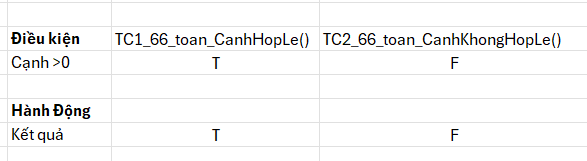 Điều kiện TC1_66_toan_CanhHopLe() TC2_66_toan_CanhKhongHopLe()
Cạnh >0 T F
Hành Động
Kết quả T F